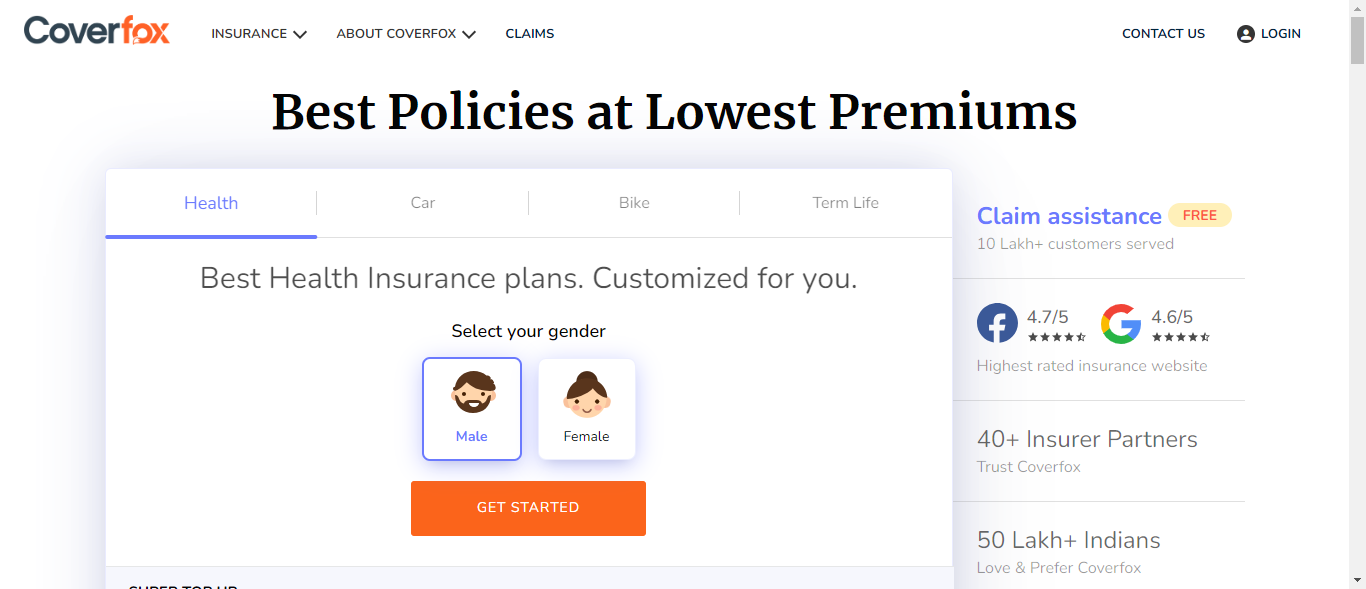 Coverfox
INSURANCE
ABOUT COVERFOX
CLAIMS
CONTACT US
LOGIN
Best Policies at Lowest Premiums
Health
Car
Bike
Term Life
Best Health Insurance plans. Customized for you.
Select your gender
Male
Female
GET STARTED
SUPER TOP UP
Claim assistance FREE
10 Lakh+ customers served
4.7/5
4.6/5
Highest rated insurance website
40+ Insurer Partners
Trust Coverfox
50 Lakh+ Indians
Love & Prefer Coverfox